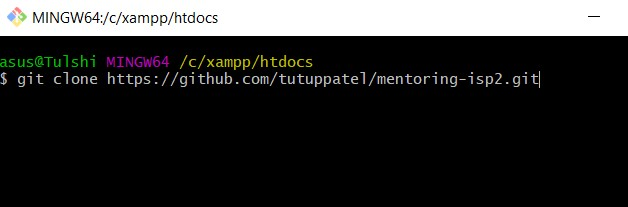 MINGW64:/c/xampp/htdocs
asus@Tulshi MINGW64 /c/xampp/htdocs
$ git clone https://github.com/tutuppatel/mentoring-isp2.git